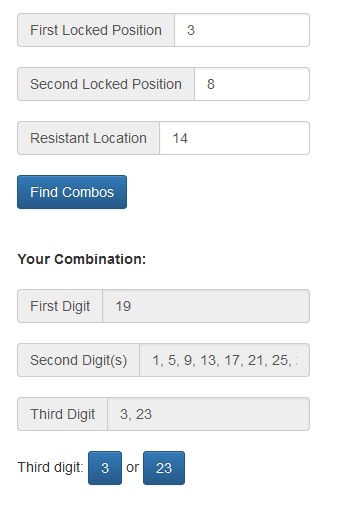 First Locked Position 3
Second Locked Position 8
Resistant Location 14
Find Combos
Your Combination:
First Digit 19
Second Digit(s) 1, 5, 9, 13, 17, 21, 25,
Third Digit 3, 23
Third digit: 3 or 23